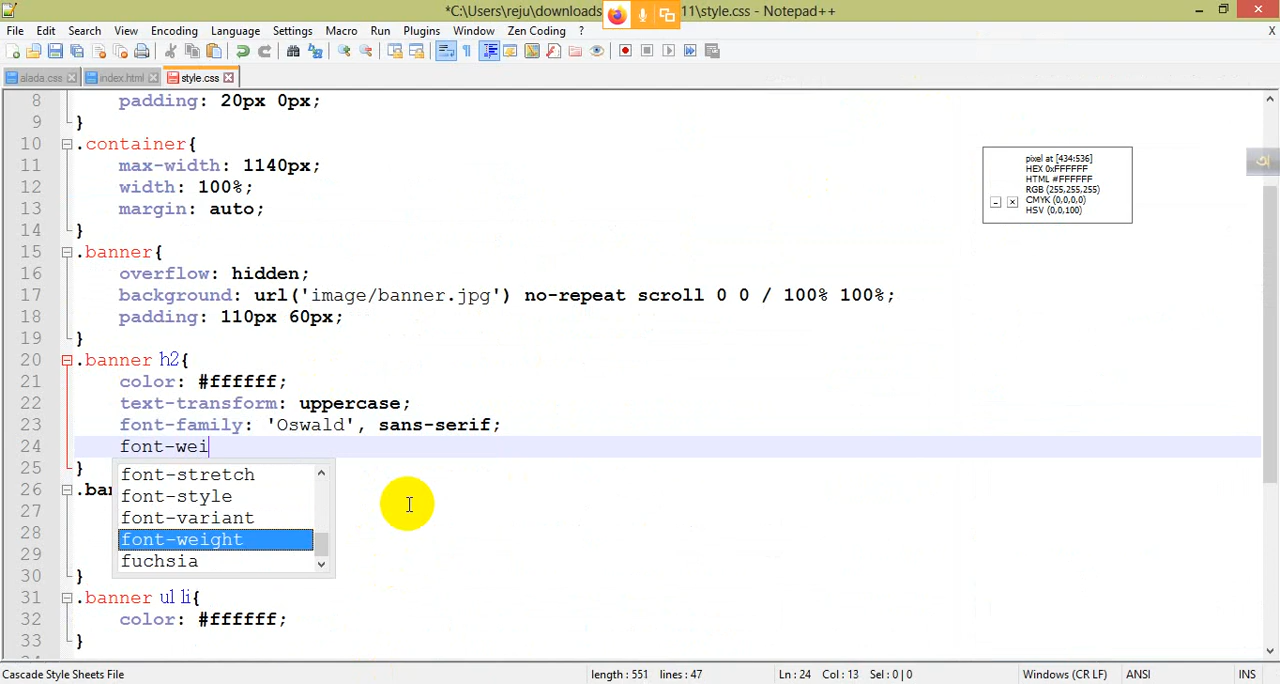 *C:\Users\reju\downloads 11\style.css - Notepad++
File Edit Search View Encoding Language Settings Macro Run Plugins Window Zen Coding ? X
alada.css index.html style.css
8 padding: 20px 0px;
9 }
10 .container{
11 max-width: 1140px;
12 width: 100%;
13 margin: auto;
14 }
15 .banner{
16 overflow: hidden;
17 background: url('image/banner.jpg') no-repeat scroll 0 0 / 100% 100%;
18 padding: 110px 60px;
19 }
20 .banner h2{
21 color: #ffffff;
22 text-transform: uppercase;
23 font-family: 'Oswald', sans-serif;
24 font-wei
25 }
font-stretch
26 .ban
font-style
27
font-variant
28
font-weight
29
fuchsia
30 }
31 .banner ul li{
32 color: #ffffff;
33 }
pixel at [434:536]
HEX 0xFFFFFF
HTML #FFFFFF
RGB (255,255,255)
CMYK (0,0,0,0)
HSV (0,0,100)
অ
Cascade Style Sheets File length : 551 lines : 47 Ln : 24 Col : 13 Sel : 0 | 0 Windows (CR LF) ANSI INS